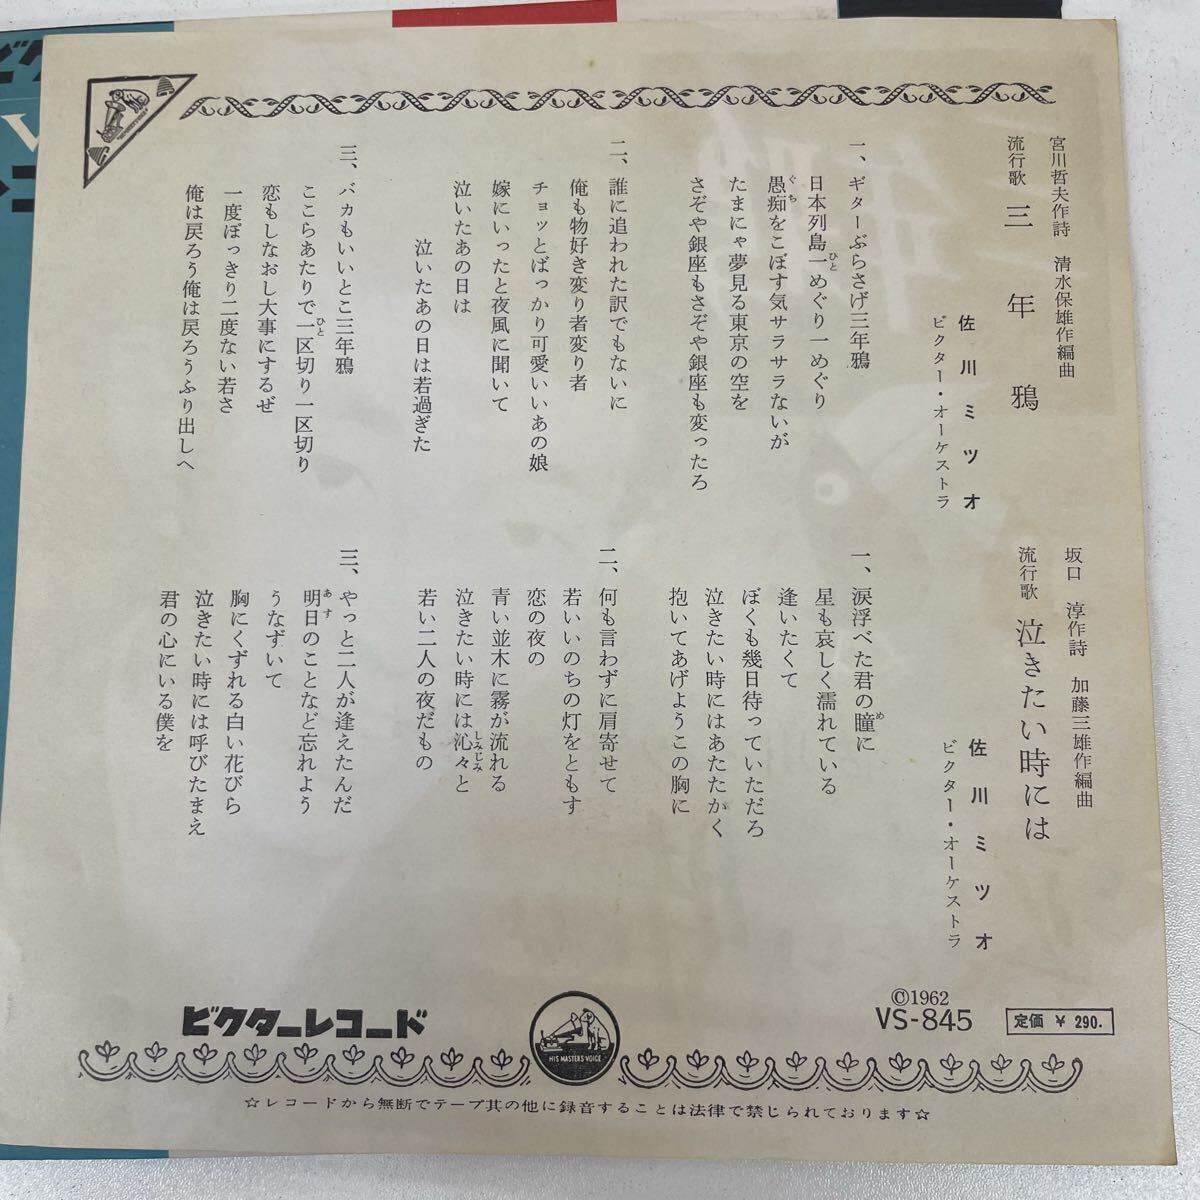 宮川哲夫作詩 清水保雄作編曲
流行歌 三年鴉
佐川ミツオ
ビクター・オーケストラ
一、ギターぶらさげ三年鴉
日本列島一めぐり一めぐり
ひと
愚痴をこぼす気サラサラないが
ぐち
たまにゃ夢見る東京の空を
さぞや銀座もさぞや銀座も変ったろ
二、誰に追われた訳でもないに
俺も物好き変り者変り者
チョッとばっかり可愛いいあの娘
嫁にいったと夜風に聞いて
泣いたあの日は
泣いたあの日は若過ぎた
三、バカもいいとこ三年鴉
ここらあたりで一区切り一区切り
ひと
恋もしなおし大事にするぜ
一度ぽっきり二度ない若さ
俺は戻ろう俺は戻ろうふり出しへ
坂口 淳作詩 加藤三雄作編曲
流行歌 泣きたい時には
佐川ミツオ
ビクター・オーケストラ
一、涙浮べた君の瞳に
め
星も哀しく濡れている
逢いたくて
ぼくも幾日待っていただろ
泣きたい時にはあたたかく
抱いてあげようこの胸に
二、何も言わずに肩寄せて
若いいのちの灯をともす
恋の夜の
青い並木に霧が流れる
泣きたい時には沁々と
しみじみ
若い二人の夜だもの
三、やっと二人が逢えたんだ
明日のことなど忘れよう
あす
うなずいて
胸にくずれる白い花びら
泣きたい時には呼びたまえ
君の心にいる僕を
ビクターレコード
HIS MASTER'S VOICE
©1962
VS-845
定価 ¥ 290.
☆レコードから無断でテープ其の他に録音することは法律で禁じられております☆